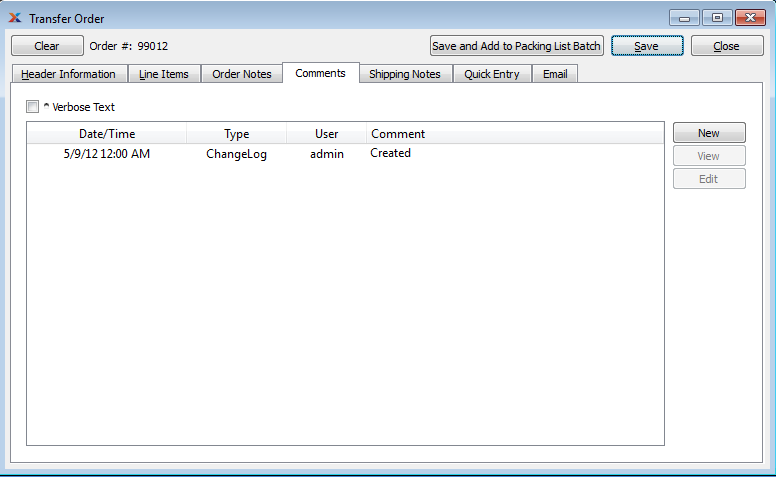 Transfer Order
Clear Order #: 99012 Save and Add to Packing List Batch Save Close
Header Information Line Items Order Notes Comments Shipping Notes Quick Entry Email
^ Verbose Text
Date/Time Type User Comment New
5/9/12 12:00 AM ChangeLog admin Created View
Edit